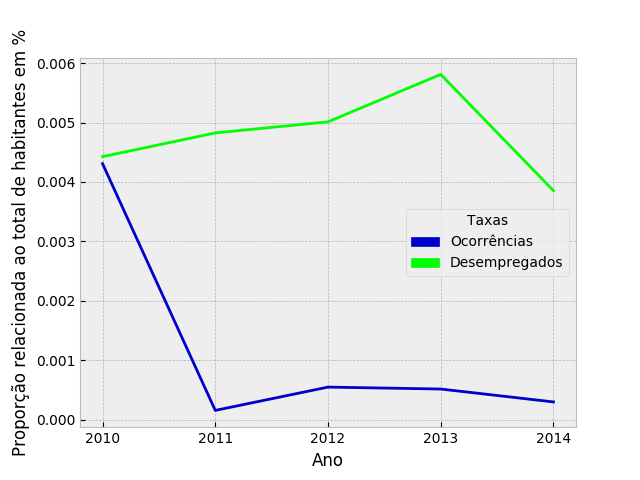 Proporção relacionada ao total de habitantes em %
0.006
0.005
0.004
0.003
0.002
0.001
0.000
Taxas
Ocorrências
Desempregados
2010 2011 2012 2013 2014
Ano